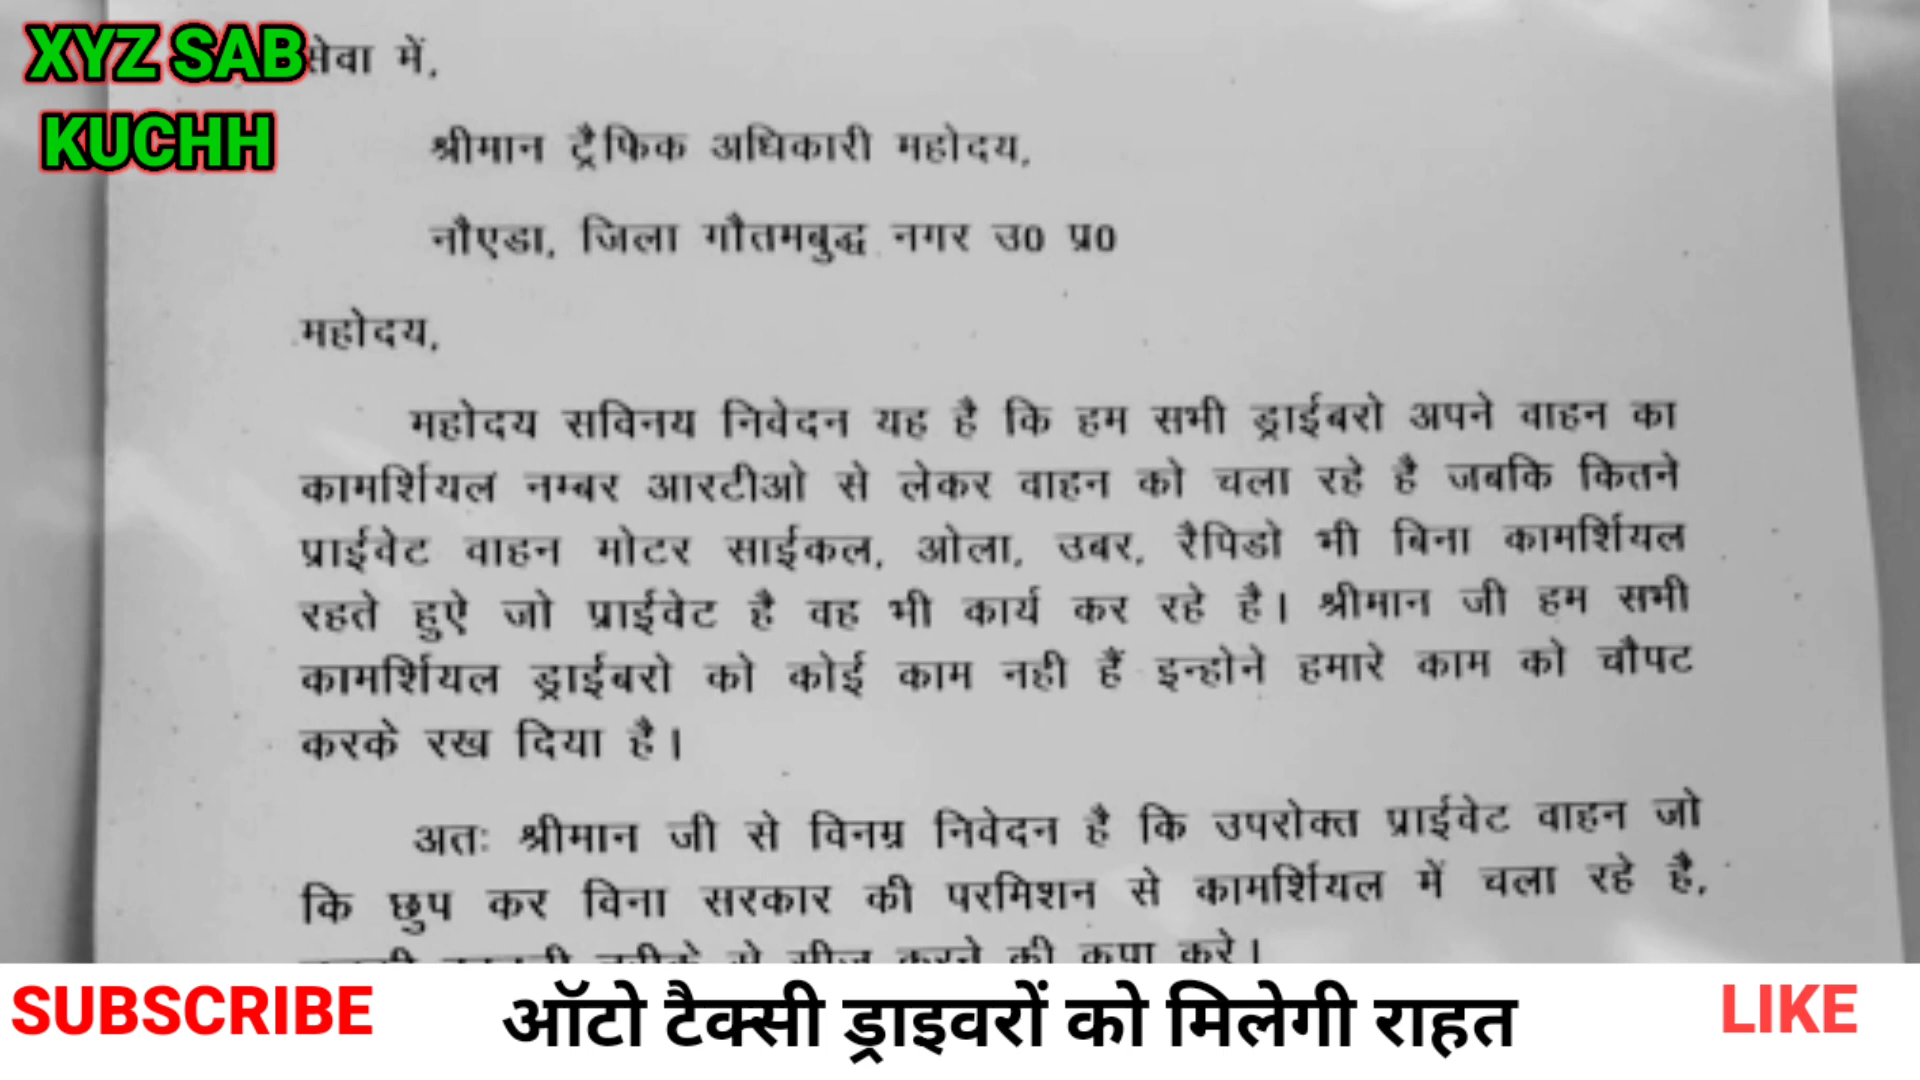 XYZ SAB
KUCHH
सेवा में,
श्रीमान ट्रैफिक अधिकारी महोदय,
नौएडा, जिला गौतमबुद्ध नगर उ0 प्र0
महोदय,
महोदय सविनय निवेदन यह है कि हम सभी ड्राईबरो अपने वाहन का
कामर्शियल नम्बर आरटीओ से लेकर वाहन को चला रहे है जबकि कितने
प्राईवेट वाहन मोटर साईकल, ओला, उबर, रैपिडो भी बिना कामर्शियल
रहते हुऐ जो प्राईवेट है वह भी कार्य कर रहे है। श्रीमान जी हम सभी
कामर्शियल ड्राईबरो को कोई काम नही हैं इन्होने हमारे काम को चौपट
करके रख दिया है।
अतः श्रीमान जी से विनम्र निवेदन है कि उपरोक्त प्राईवेट वाहन जो
कि छुप कर विना सरकार की परमिशन से कामर्शियल में चला रहे है,
से सीज करने की कृपा करे।
SUBSCRIBE
ऑटो टैक्सी ड्राइवरों को मिलेगी राहत
LIKE